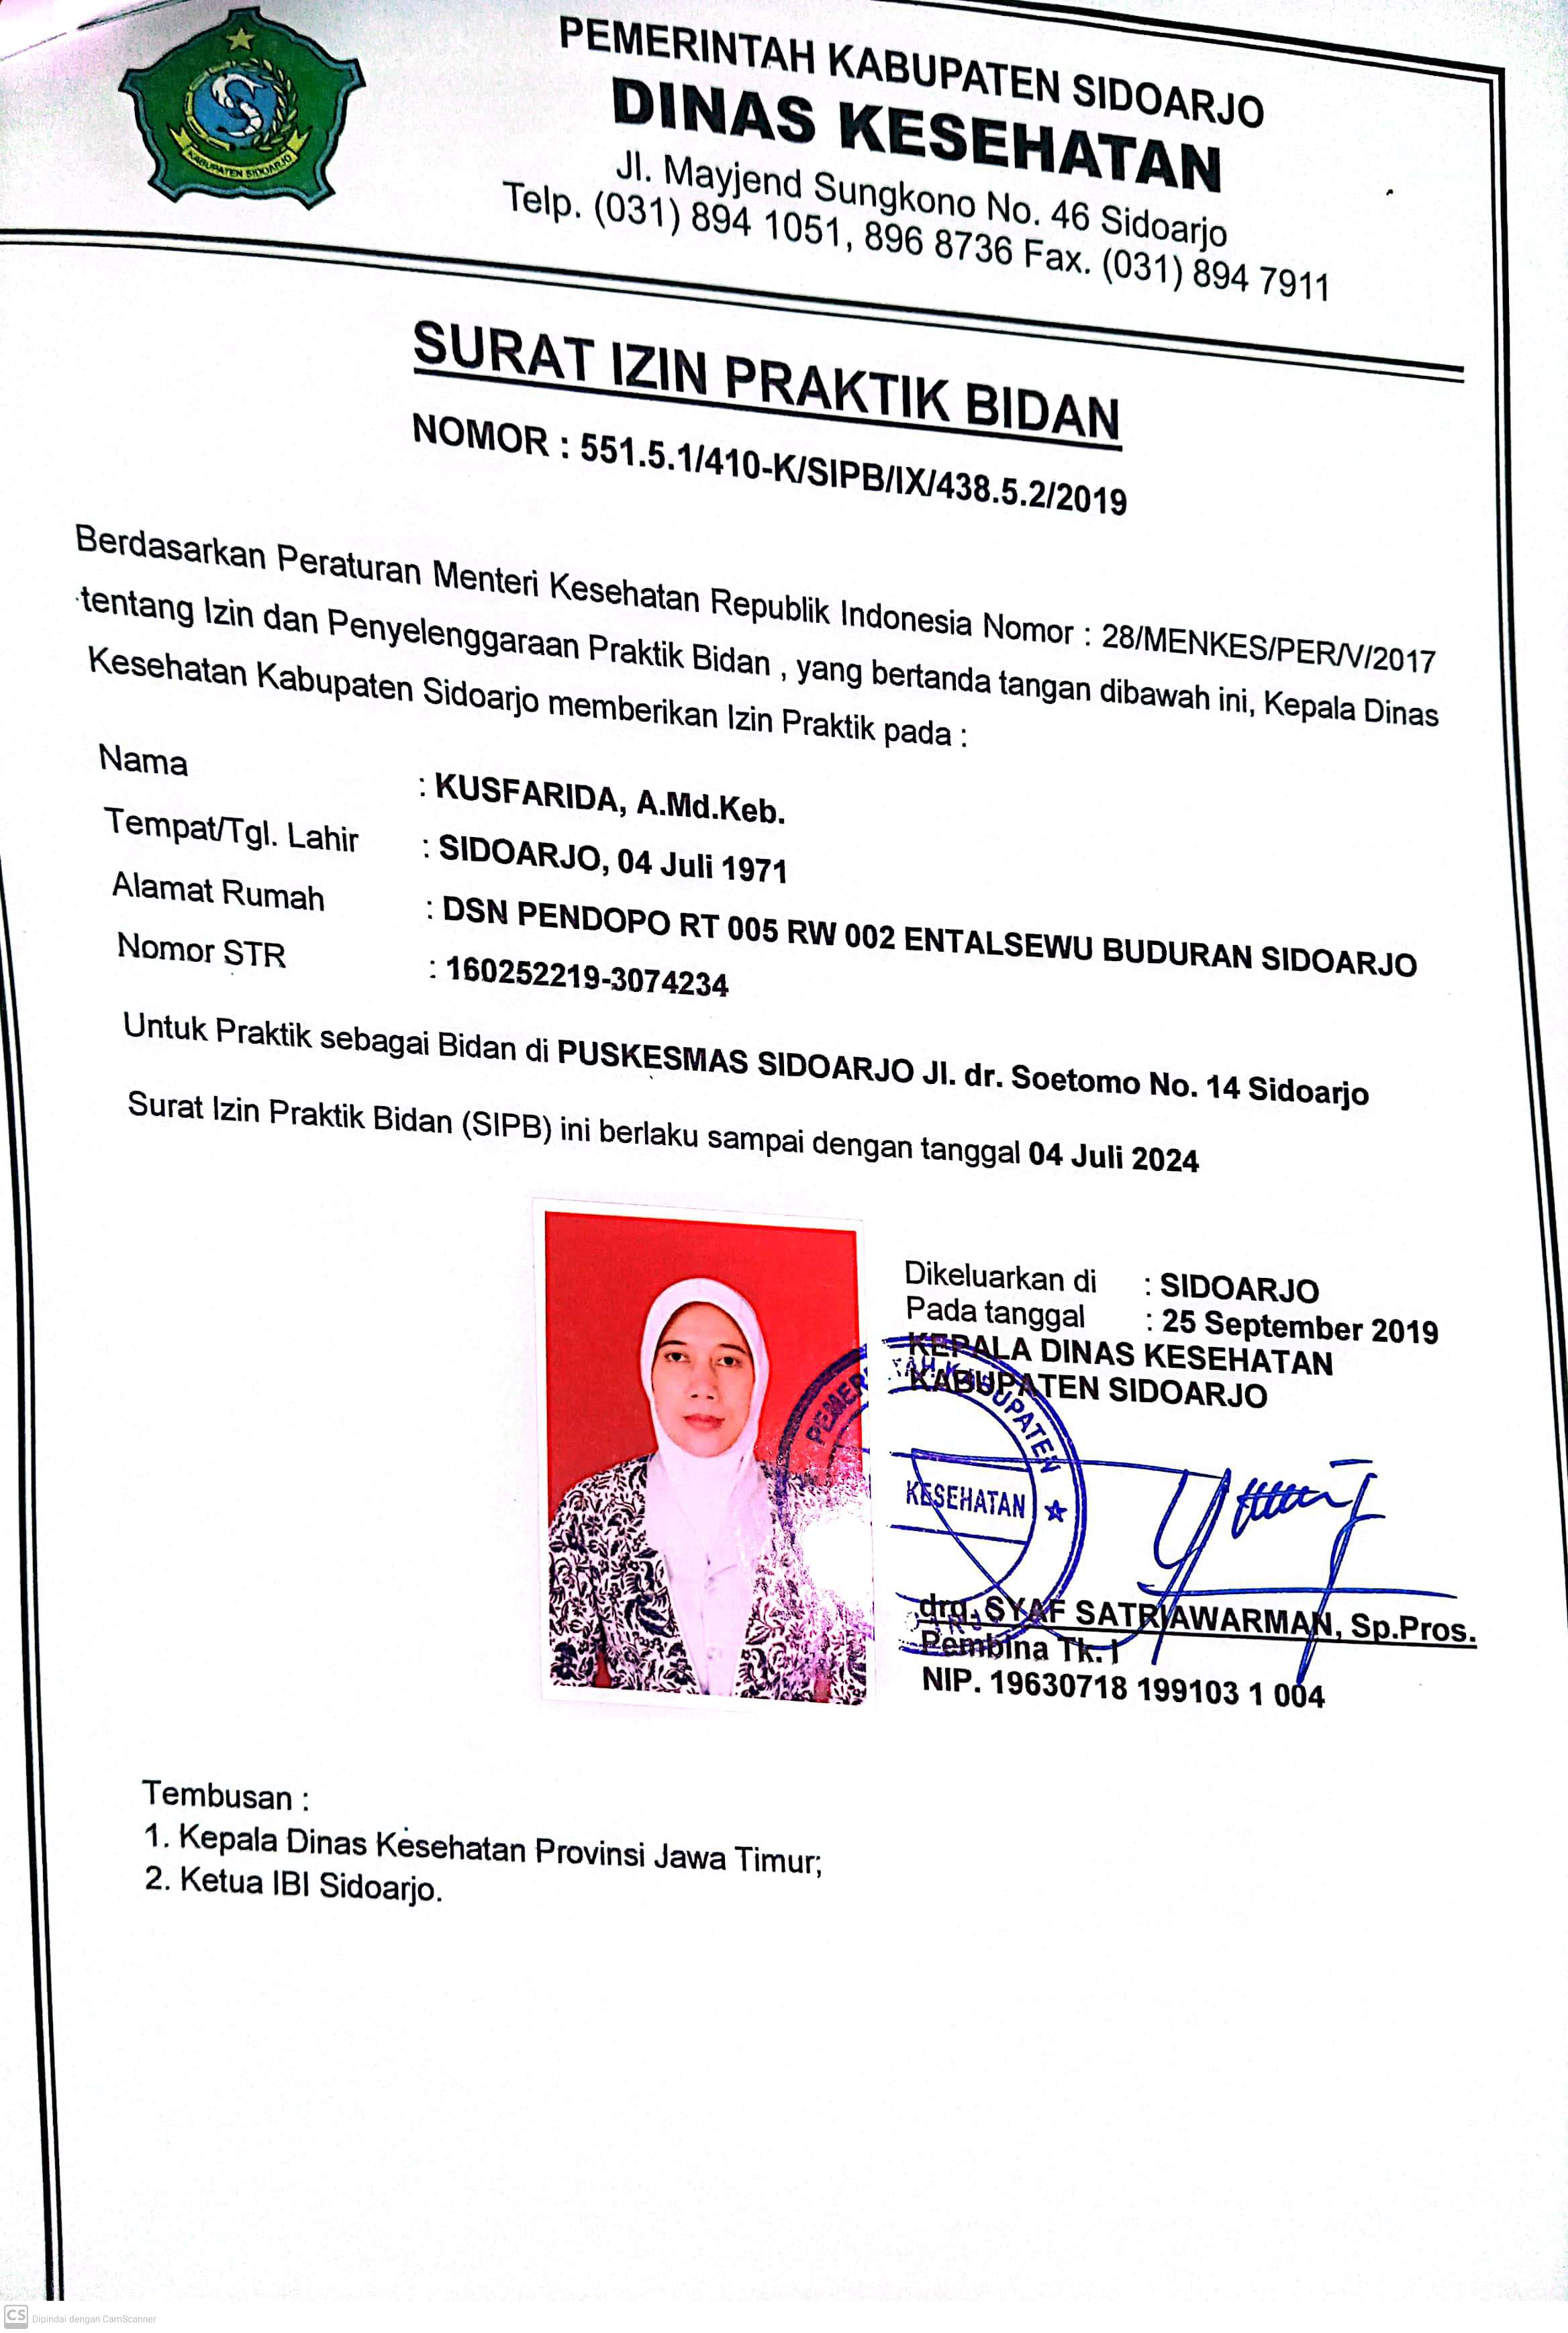 KABUPATEN SIDOARJO
PEMERINTAH KABUPATEN SIDOARJO
DINAS KESEHATAN
Jl. Mayjend Sungkono No. 46 Sidoarjo
Telp. (031) 894 1051, 896 8736 Fax. (031) 894 7911
SURAT IZIN PRAKTIK BIDAN
NOMOR : 551.5.1/410-K/SIPB/IX/438.5.2/2019
Berdasarkan Peraturan Menteri Kesehatan Republik Indonesia Nomor : 28/MENKES/PER/V/2017
tentang Izin dan Penyelenggaraan Praktik Bidan , yang bertanda tangan dibawah ini, Kepala Dinas
Kesehatan Kabupaten Sidoarjo memberikan Izin Praktik pada :
Nama : KUSFARIDA, A.Md.Keb.
Tempat/Tgl. Lahir : SIDOARJO, 04 Juli 1971
Alamat Rumah : DSN PENDOPO RT 005 RW 002 ENTALSEWU BUDURAN SIDOARJO
Nomor STR : 160252219-3074234
Untuk Praktik sebagai Bidan di PUSKESMAS SIDOARJO Jl. dr. Soetomo No. 14 Sidoarjo
Surat Izin Praktik Bidan (SIPB) ini berlaku sampai dengan tanggal 04 Juli 2024
Dikeluarkan di : SIDOARJO
Pada tanggal : 25 September 2019
KEPALA DINAS KESEHATAN
KABUPATEN SIDOARJO
KABUPATEN
KESEHATAN
drg. SYAF SATRIAWARMAN, Sp.Pros.
Pembina Tk. I
NIP. 19630718 199103 1 004
Tembusan :
1. Kepala Dinas Kesehatan Provinsi Jawa Timur;
2. Ketua IBI Sidoarjo.
CS Dipindai dengan CamScanner